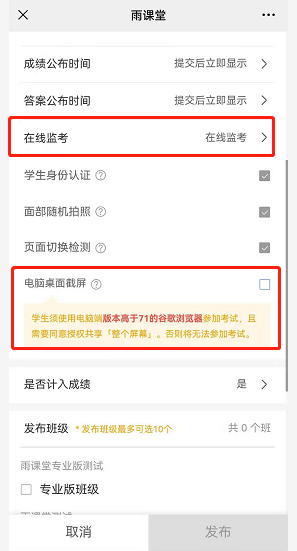 雨课堂
成绩公布时间 提交后立即显示
答案公布时间 提交后立即显示
在线监考 在线监考
学生身份认证
面部随机拍照
页面切换检测
电脑桌面截屏
学生须使用电脑端版本高于71的谷歌浏览器参加考试，且
需要同意授权共享「整个屏幕」。否则将无法参加考试。
是否计入成绩 是
发布班级 *发布班级最多可选10个 共 0 个班
雨课堂专业版测试
专业版班级
取消 发布